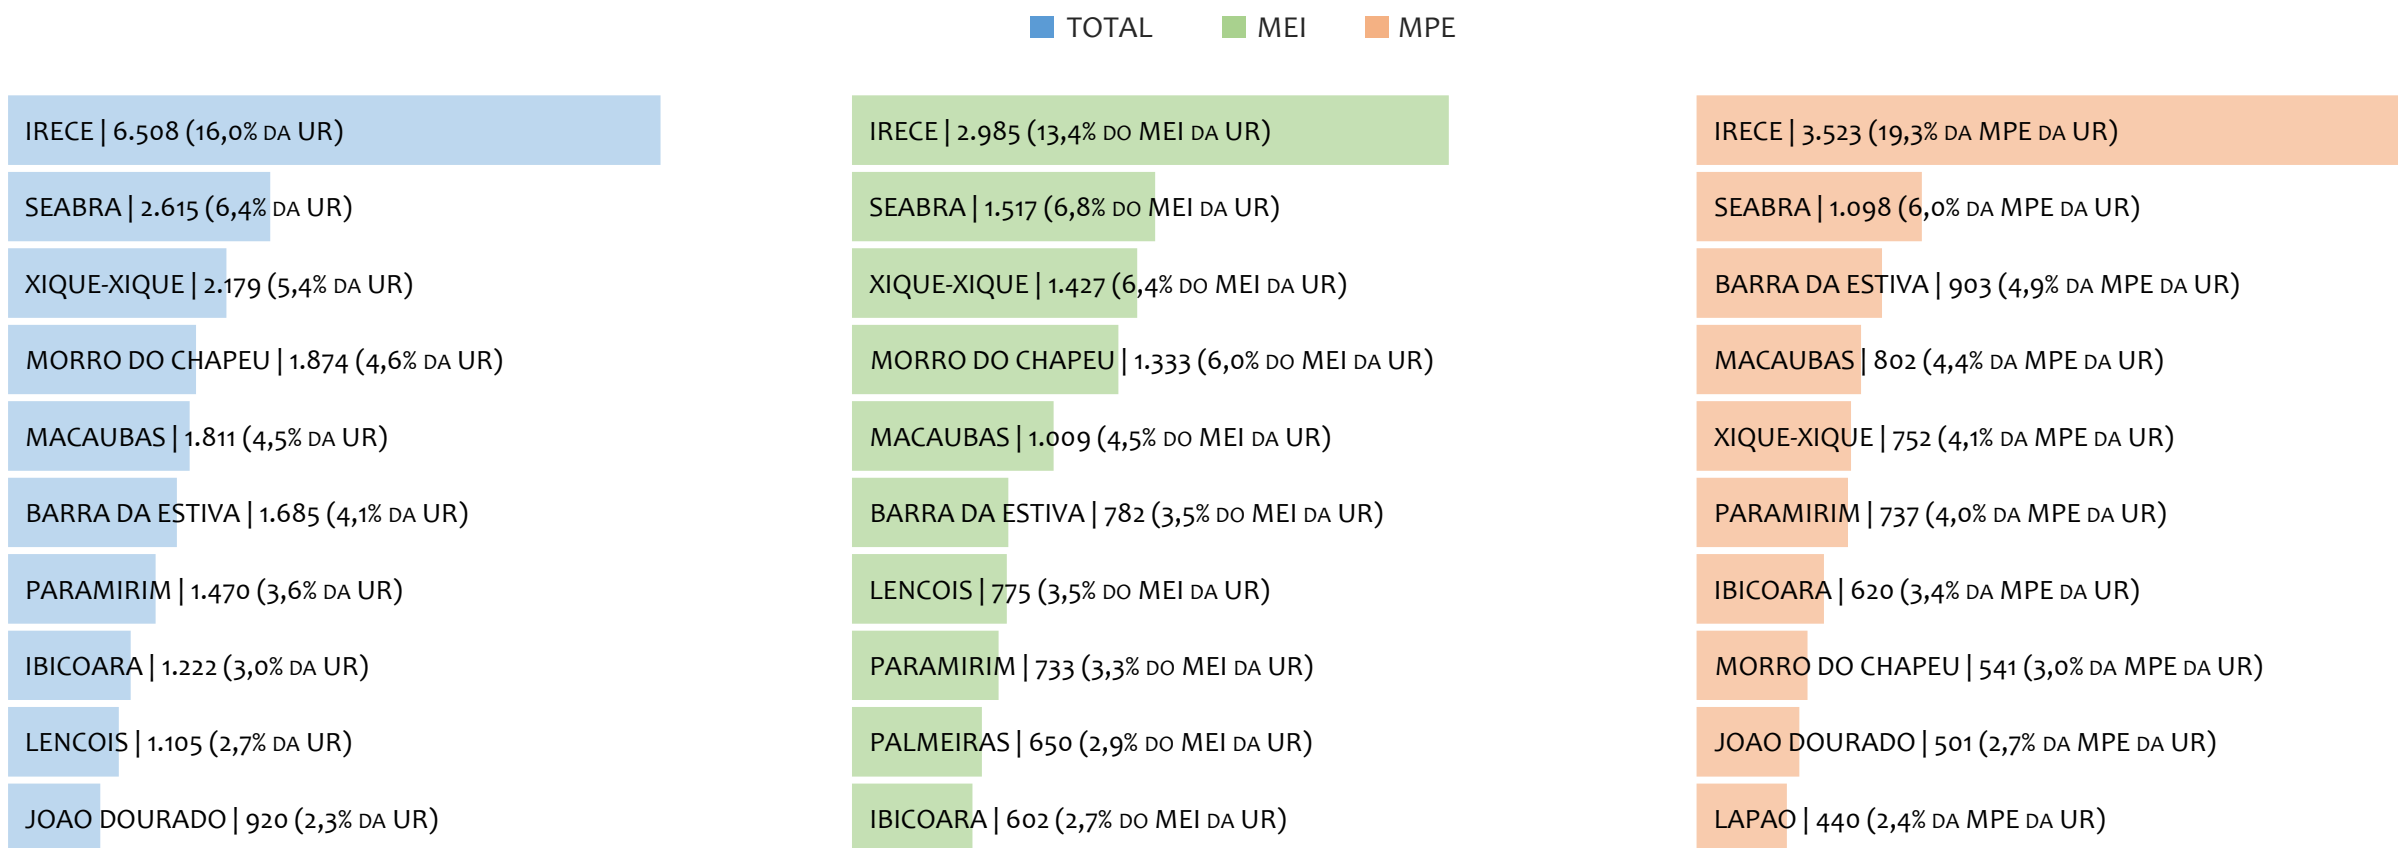 TOTAL MEI MPE
IRECE | 6.508 (16,0% DA UR)
SEABRA | 2.615 (6,4% DA UR)
XIQUE-XIQUE | 2.179 (5,4% DA UR)
MORRO DO CHAPEU | 1.874 (4,6% DA UR)
MACAUBAS | 1.811 (4,5% DA UR)
BARRA DA ESTIVA | 1.685 (4,1% DA UR)
PARAMIRIM | 1.470 (3,6% DA UR)
IBICOARA | 1.222 (3,0% DA UR)
LENCOIS | 1.105 (2,7% DA UR)
JOAO DOURADO | 920 (2,3% DA UR)
IRECE | 2.985 (13,4% DO MEI DA UR)
SEABRA | 1.517 (6,8% DO MEI DA UR)
XIQUE-XIQUE | 1.427 (6,4% DO MEI DA UR)
MORRO DO CHAPEU | 1.333 (6,0% DO MEI DA UR)
MACAUBAS | 1.009 (4,5% DO MEI DA UR)
BARRA DA ESTIVA | 782 (3,5% DO MEI DA UR)
LENCOIS | 775 (3,5% DO MEI DA UR)
PARAMIRIM | 733 (3,3% DO MEI DA UR)
PALMEIRAS | 650 (2,9% DO MEI DA UR)
IBICOARA | 602 (2,7% DO MEI DA UR)
IRECE | 3.523 (19,3% DA MPE DA UR)
SEABRA | 1.098 (6,0% DA MPE DA UR)
BARRA DA ESTIVA | 903 (4,9% DA MPE DA UR)
MACAUBAS | 802 (4,4% DA MPE DA UR)
XIQUE-XIQUE | 752 (4,1% DA MPE DA UR)
PARAMIRIM | 737 (4,0% DA MPE DA UR)
IBICOARA | 620 (3,4% DA MPE DA UR)
MORRO DO CHAPEU | 541 (3,0% DA MPE DA UR)
JOAO DOURADO | 501 (2,7% DA MPE DA UR)
LAPAO | 440 (2,4% DA MPE DA UR)